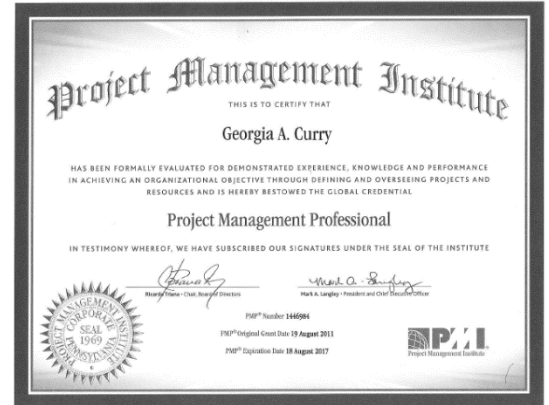 Project Management Institute
THIS IS TO CERTIFY THAT
Georgia A. Curry
HAS BEEN FORMALLY EVALUATED FOR DEMONSTRATED EXPERIENCE, KNOWLEDGE AND PERFORMANCE
IN ACHIEVING AN ORGANIZATIONAL OBJECTIVE THROUGH DEFINING AND OVERSEEING PROJECTS AND
RESOURCES AND IS HEREBY BESTOWED THE GLOBAL CREDENTIAL
Project Management Professional
IN TESTIMONY WHEREOF, WE HAVE SUBSCRIBED OUR SIGNATURES UNDER THE SEAL OF THE INSTITUTE
Ricardo Triana • Chair, Board of Directors
Mark A. Langley • President and Chief Executive Officer
PROJECT MANAGEMENT INSTITUTE
CORPORATE
SEAL
1969
PENNSYLVANIA
PMP® Number 1446984
PMP® Original Grant Date 19 August 2011
PMP® Expiration Date 18 August 2017
PMI
Project Management Institute